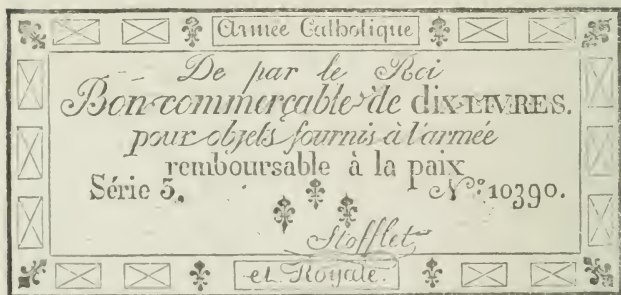 Armée Catholique
De par le Roi
Bon commerçable de dix LIVRES.
pour objets fournis à l'armée
remboursable à la paix
Série 5. N.º 10390.
Stofflet
et Royale.